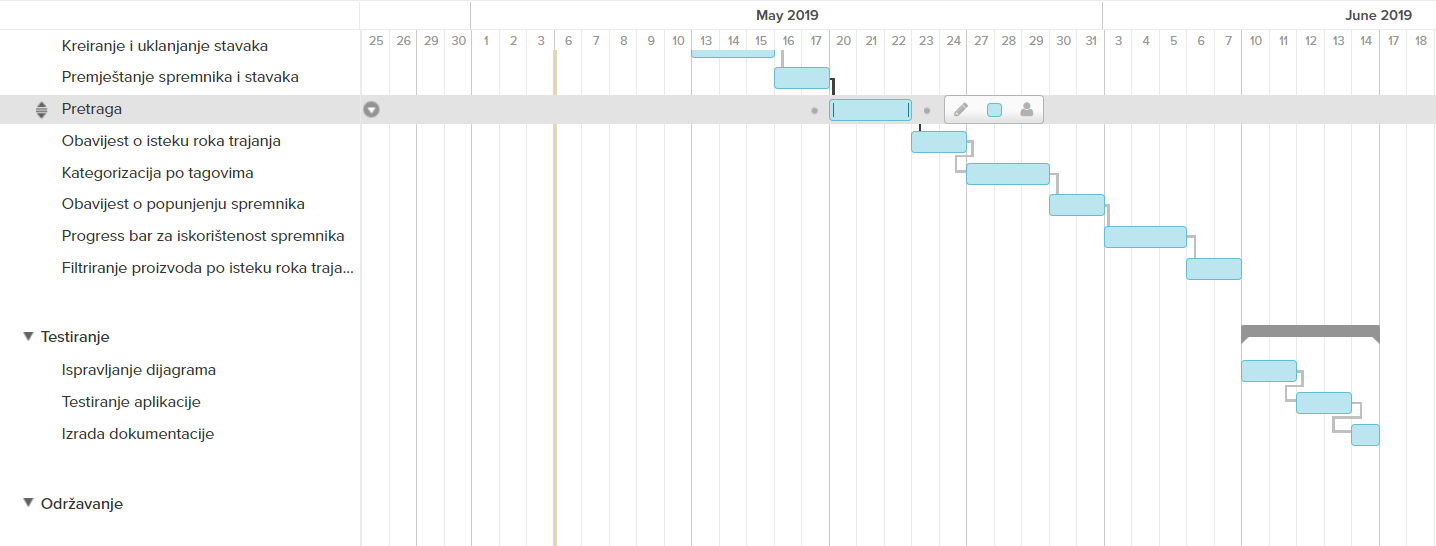 May 2019 June 2019
25 26 29 30 1 2 3 6 7 8 9 10 13 14 15 16 17 20 21 22 23 24 27 28 29 30 31 3 4 5 6 7 10 11 12 13 14 17 18
Kreiranje i uklanjanje stavaka
Premještanje spremnika i stavaka
Pretraga
Obavijest o isteku roka trajanja
Kategorizacija po tagovima
Obavijest o popunjenju spremnika
Progress bar za iskorištenost spremnika
Filtriranje proizvoda po isteku roka traja...
Testiranje
Ispravljanje dijagrama
Testiranje aplikacije
Izrada dokumentacije
Održavanje